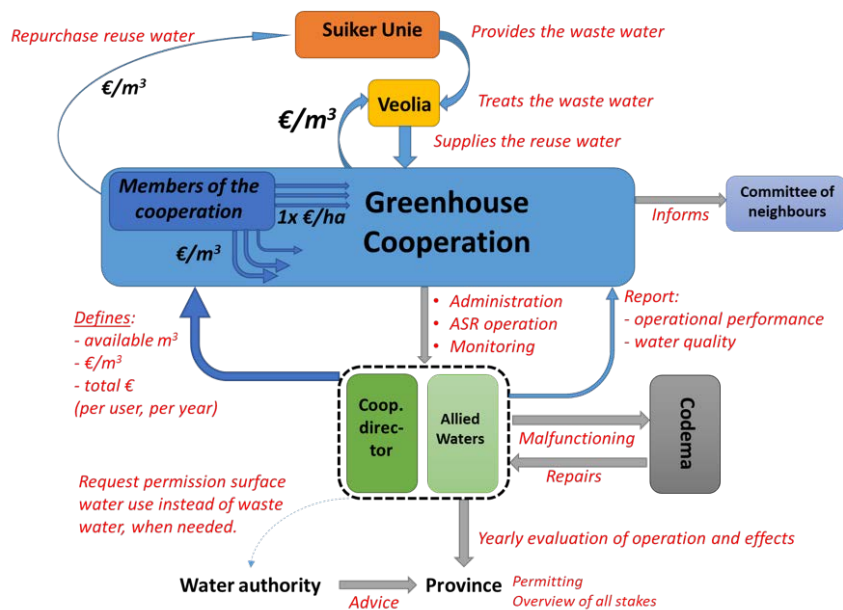 Repurchase reuse water
Suiker Unie
Provides the waste water
€/m³
Veolia
€/m³
Treats the waste water
Supplies the reuse water
Members of the
cooperation
1x €/ha
€/m³
Greenhouse
Cooperation
Informs
Committee of
neighbours
Defines:
- available m³
- €/m³
- total €
(per user, per year)
• Administration
• ASR operation
• Monitoring
Report:
- operational performance
- water quality
Coop.
direc-
tor
Allied
Waters
Malfunctioning
Repairs
Codema
Request permission surface
water use instead of waste
water, when needed.
Yearly evaluation of operation and effects
Water authority
Advice
Province
Permitting
Overview of all stakes